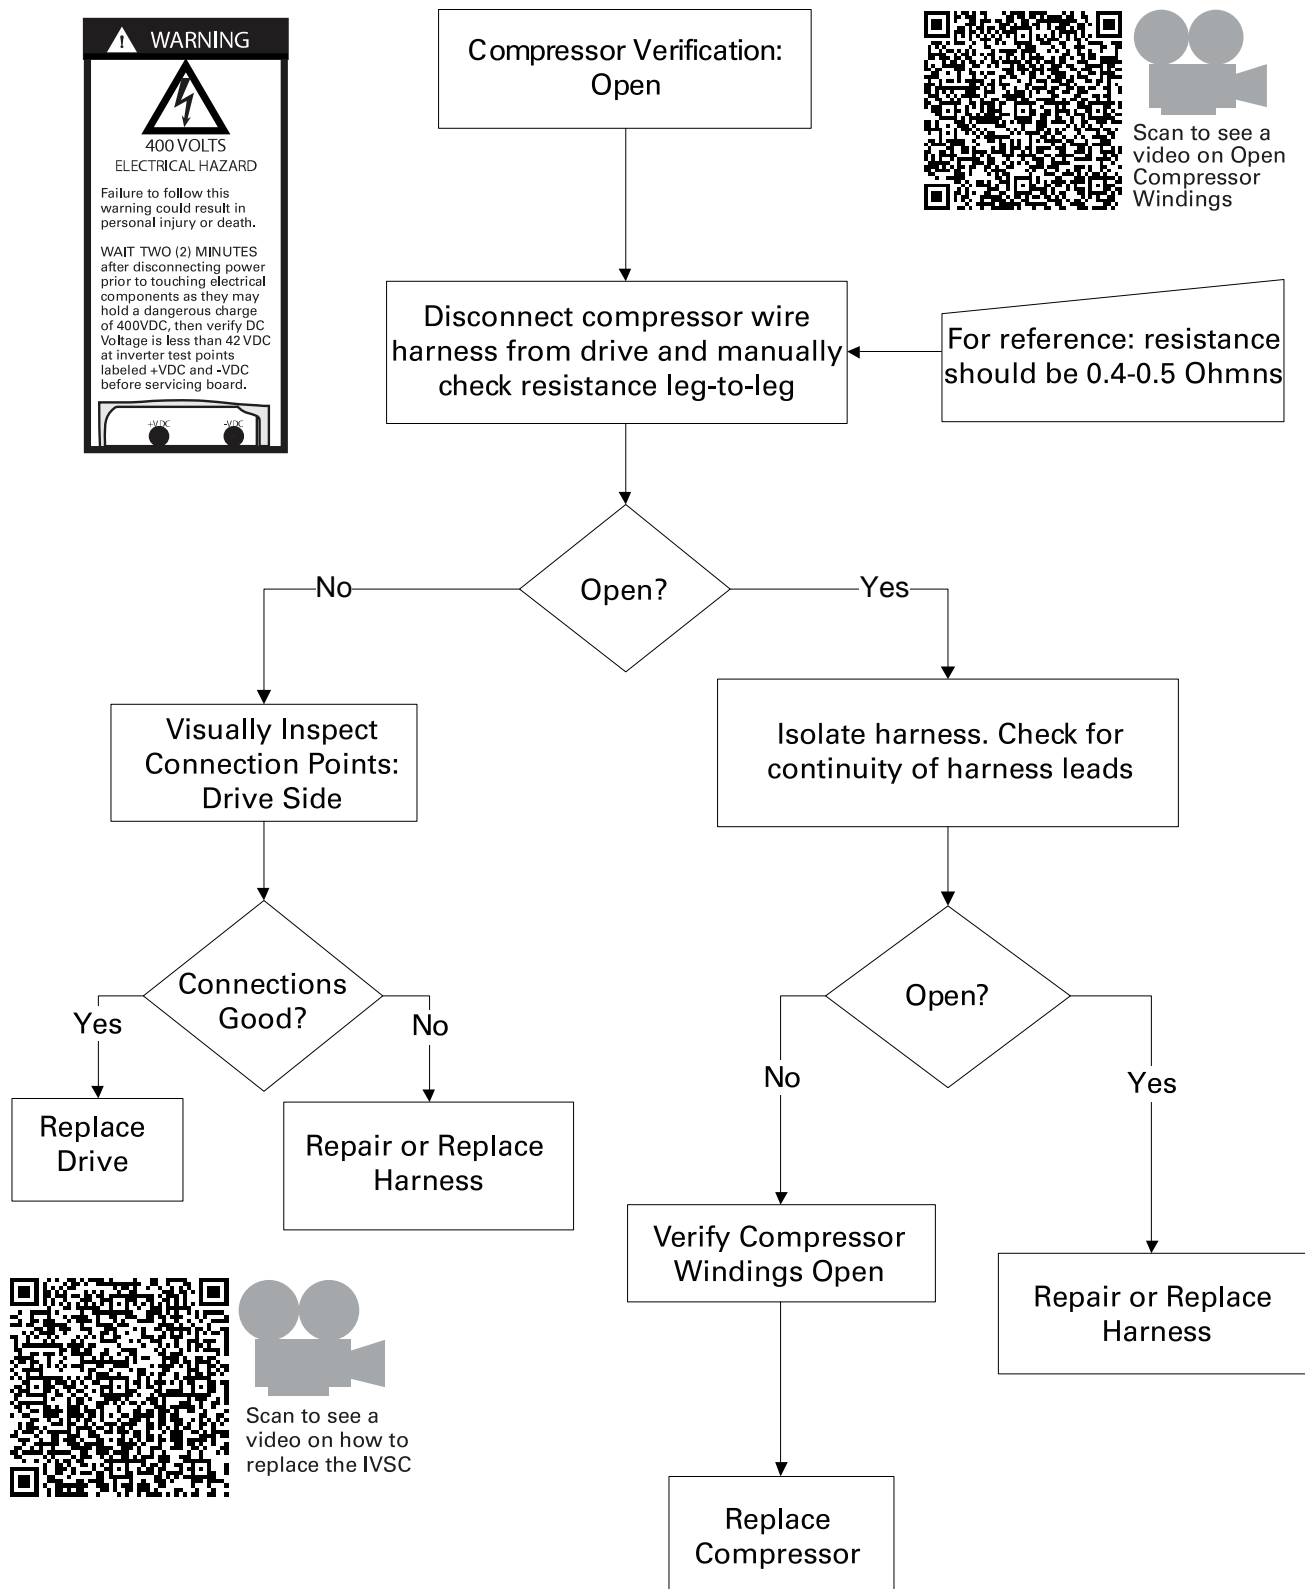 WARNING
400 VOLTS
ELECTRICAL HAZARD
Failure to follow this
warning could result in
personal injury or death.
WAIT TWO (2) MINUTES
after disconnecting power
prior to touching electrical
components as they may
hold a dangerous charge
of 400VDC, then verify DC
Voltage is less than 42 VDC
at inverter test points
labeled +VDC and -VDC
before servicing board.
+VDC
-VDC
Compressor Verification:
Open
Scan to see a
video on Open
Compressor
Windings
Disconnect compressor wire
harness from drive and manually
check resistance leg-to-leg
For reference: resistance
should be 0.4-0.5 Ohmns
Open?
No
Yes
Visually Inspect
Connection Points:
Drive Side
Isolate harness. Check for
continuity of harness leads
Connections
Good?
Yes
No
Open?
No
Yes
Replace
Drive
Repair or Replace
Harness
Verify Compressor
Windings Open
Repair or Replace
Harness
Scan to see a
video on how to
replace the IVSC
Replace
Compressor